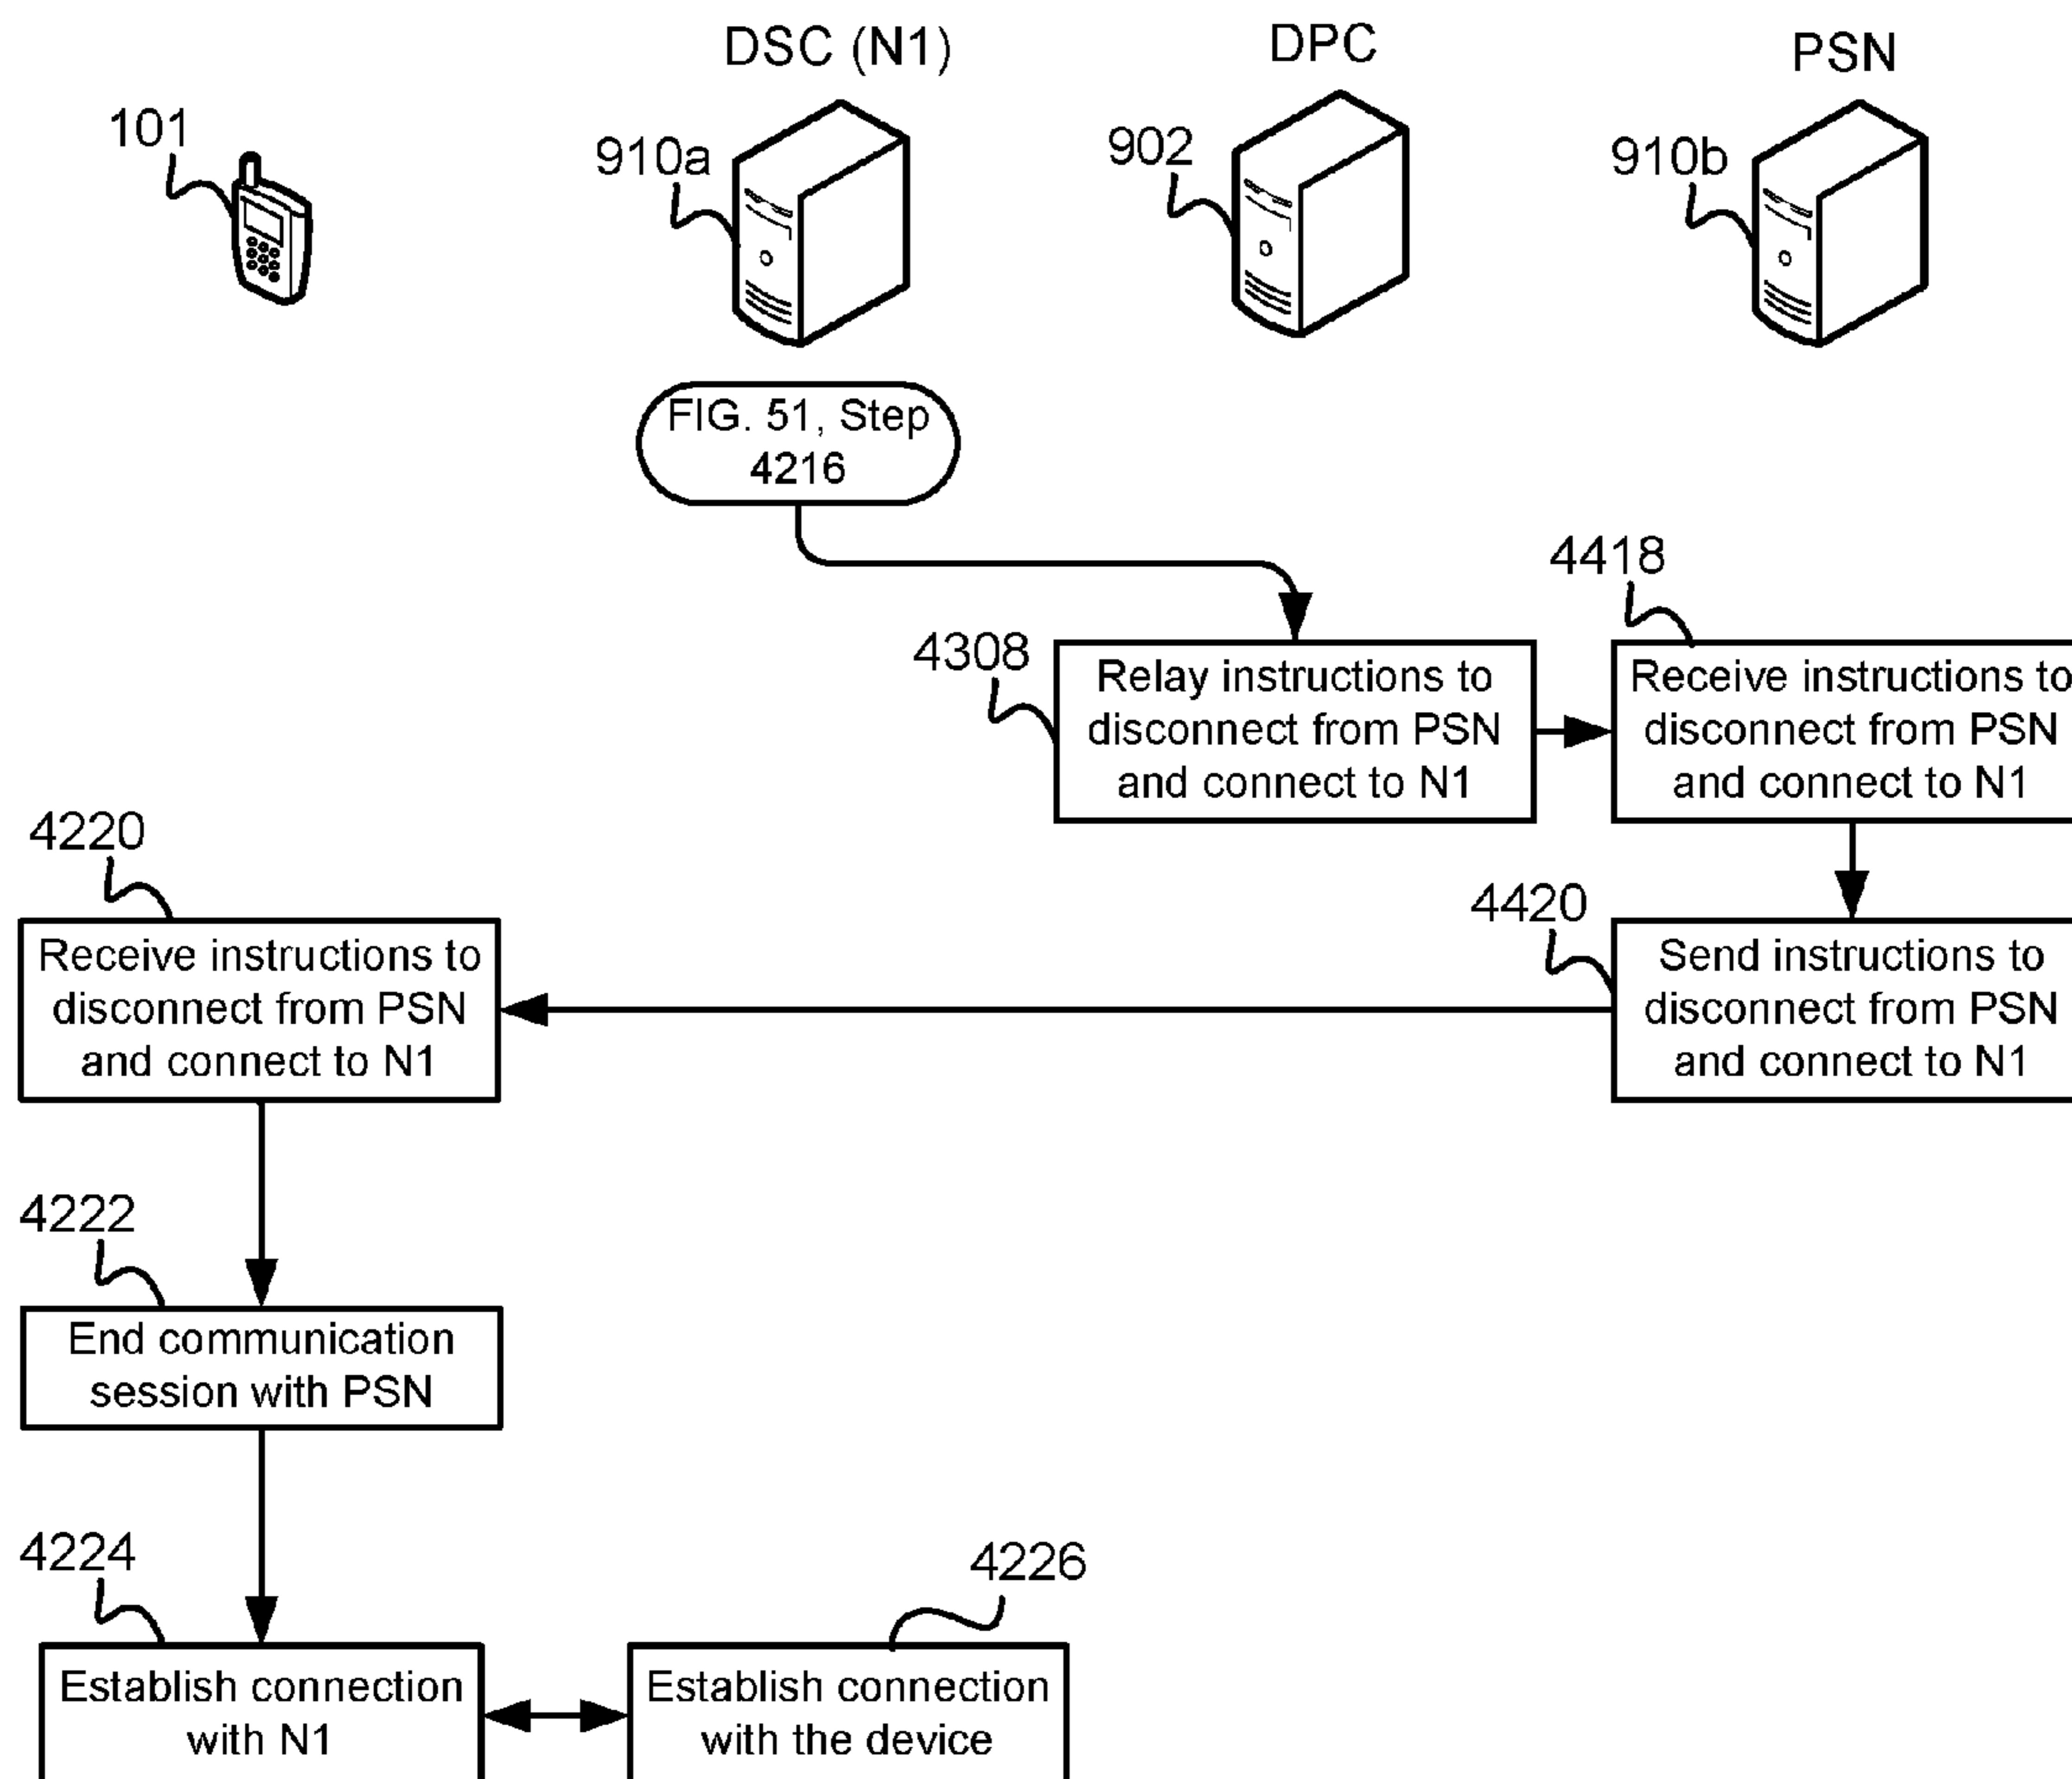 DSC (N1)
DPC
PSN
101
910a
902
910b
FIG. 51, Step
4216
4418
4308
Relay instructions to
disconnect from PSN
and connect to N1
Receive instructions to
disconnect from PSN
and connect to N1
4220
4420
Receive instructions to
disconnect from PSN
and connect to N1
Send instructions to
disconnect from PSN
and connect to N1
4222
End communication
session with PSN
4224
4226
Establish connection
with N1
Establish connection
with the device